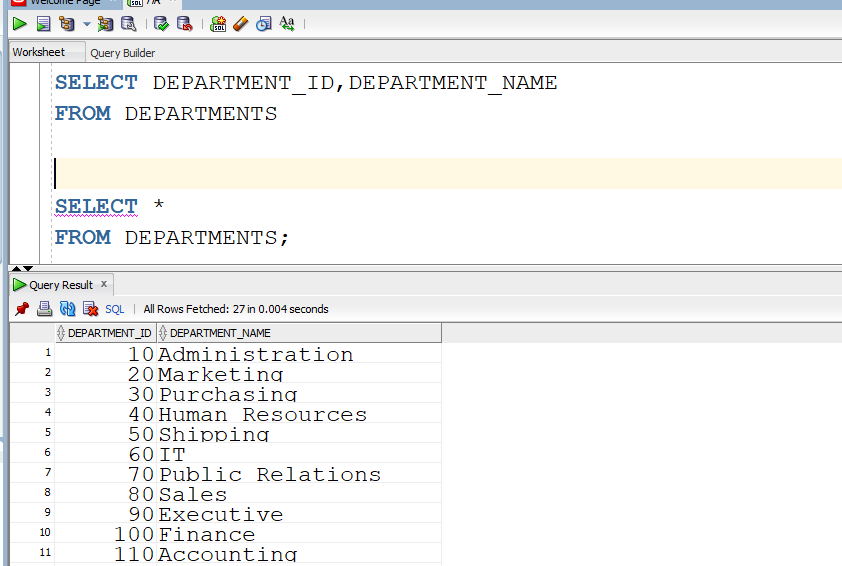 Welcome Page
HR
Worksheet Query Builder
SELECT DEPARTMENT_ID,DEPARTMENT_NAME
FROM DEPARTMENTS
SELECT *
FROM DEPARTMENTS;
Query Result x
SQL | All Rows Fetched: 27 in 0.004 seconds
DEPARTMENT_ID DEPARTMENT_NAME
1 10 Administration
2 20 Marketing
3 30 Purchasing
4 40 Human Resources
5 50 Shipping
6 60 IT
7 70 Public Relations
8 80 Sales
9 90 Executive
10 100 Finance
11 110 Accounting